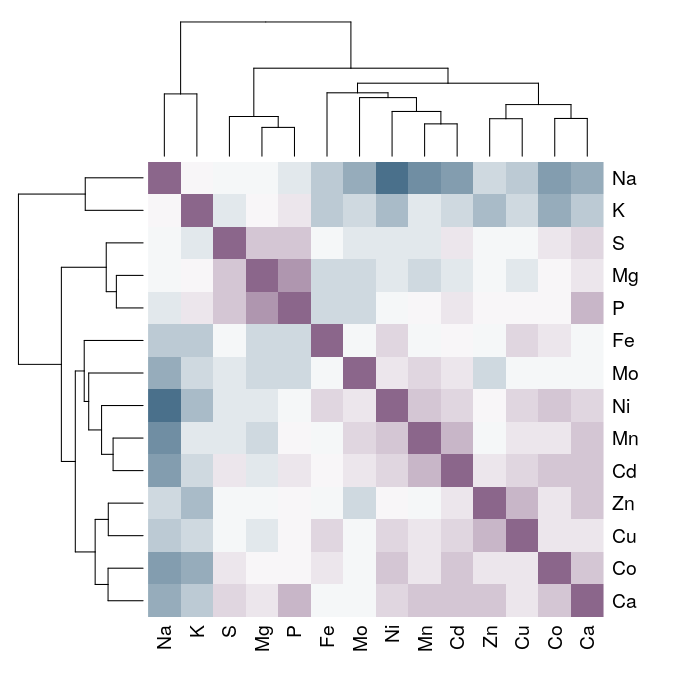 Na
K
S
Mg
P
Fe
Mo
Ni
Mn
Cd
Zn
Cu
Co
Ca
Na K S Mg P Fe Mo Ni Mn Cd Zn Cu Co Ca